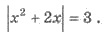 |x² + 2x| = 3 .